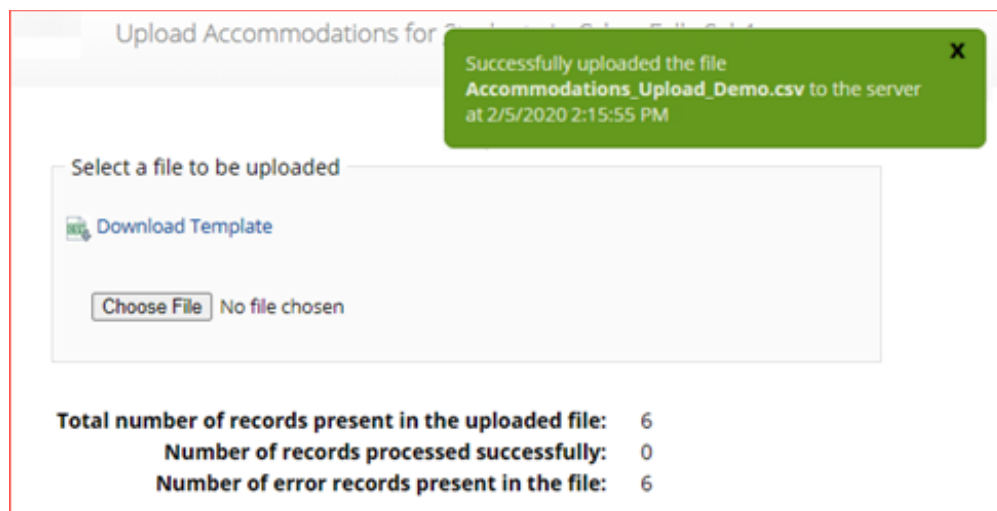 Upload Accommodations for
Successfully uploaded the file
Accommodations_Upload_Demo.csv to the server
at 2/5/2020 2:15:55 PM
X
Select a file to be uploaded
Download Template
Choose File No file chosen
Total number of records present in the uploaded file: 6
Number of records processed successfully: 0
Number of error records present in the file: 6